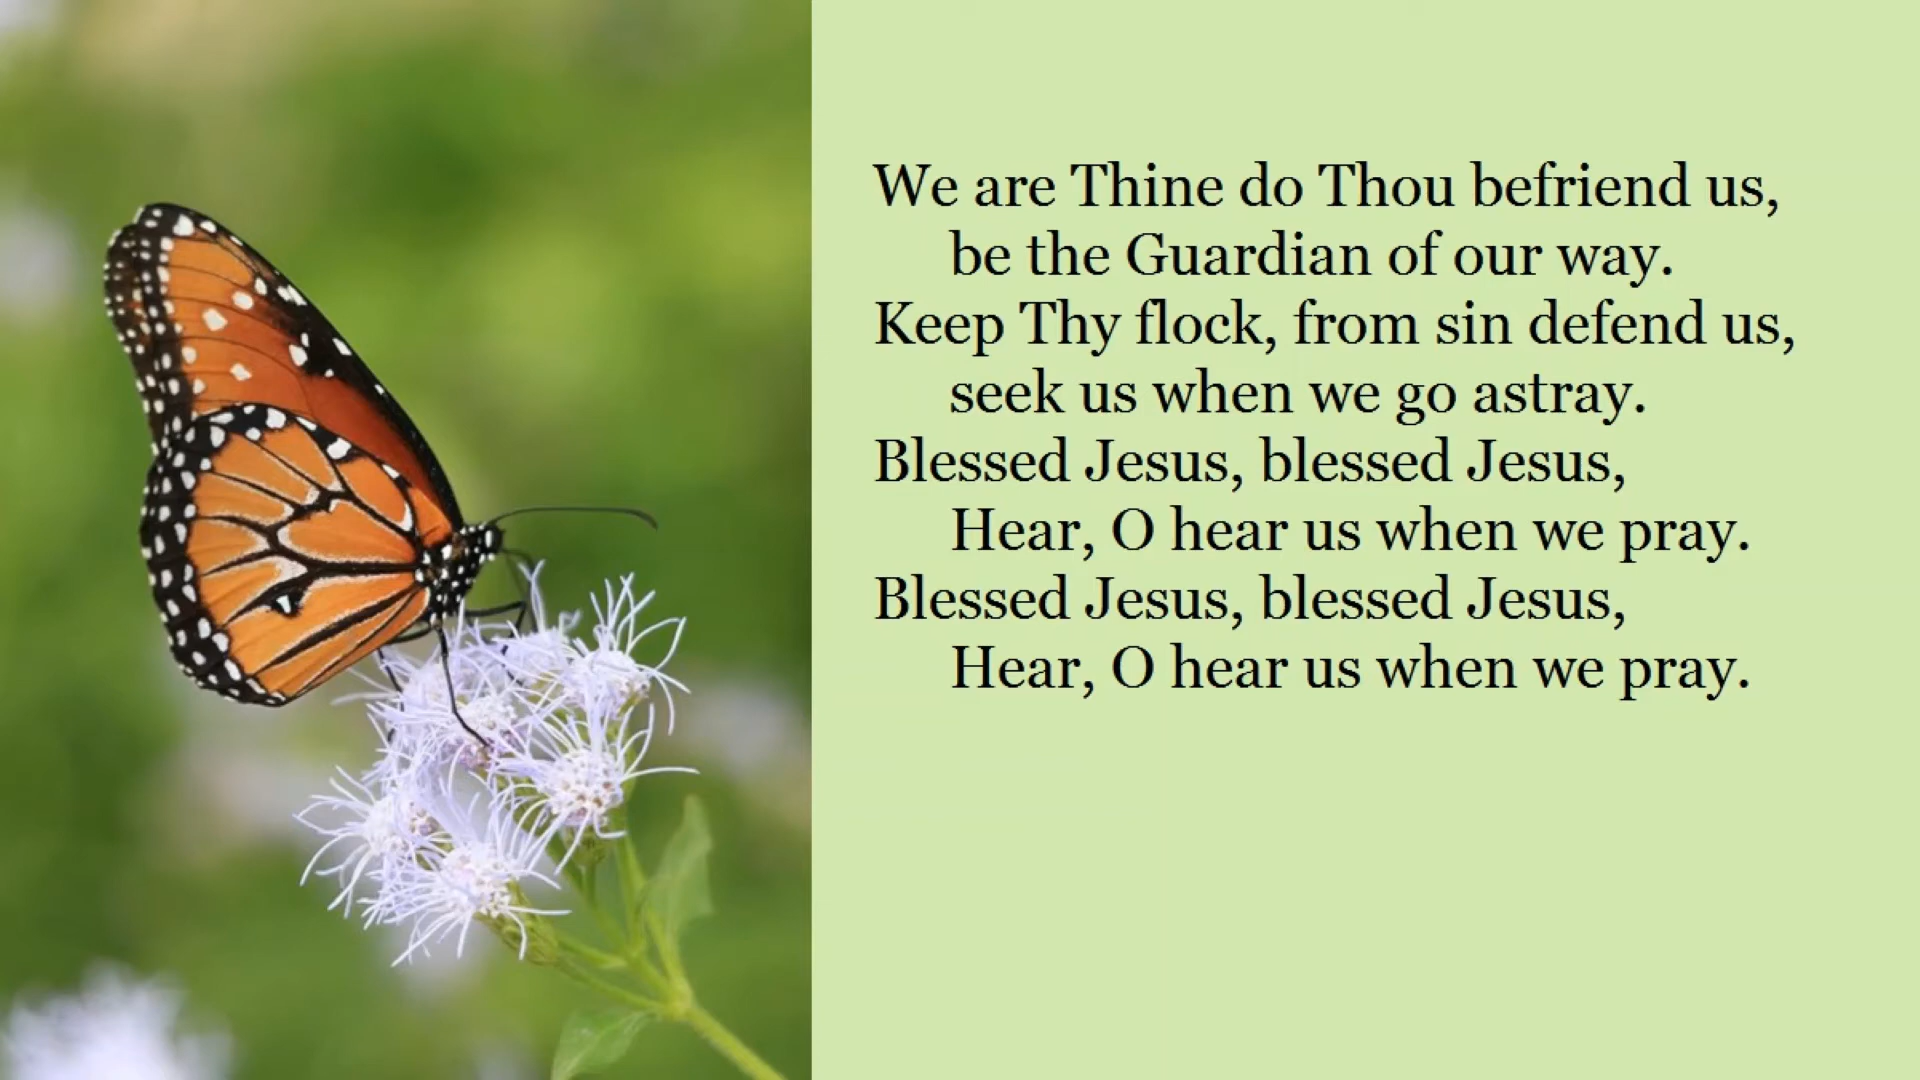 We are Thine do Thou befriend us,
be the Guardian of our way.
Keep Thy flock, from sin defend us,
seek us when we go astray.
Blessed Jesus, blessed Jesus,
Hear, O hear us when we pray.
Blessed Jesus, blessed Jesus,
Hear, O hear us when we pray.